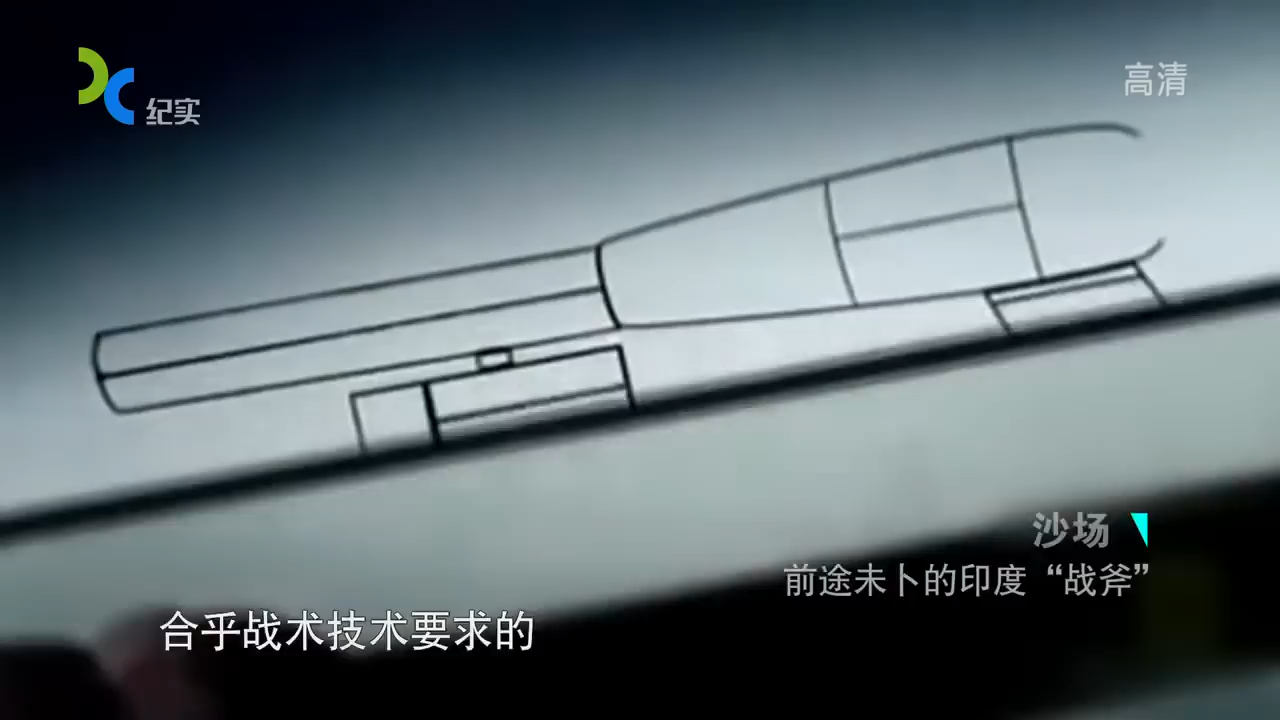 纪实
高清
沙场
前途未卜的印度“战斧”
合乎战术技术要求的